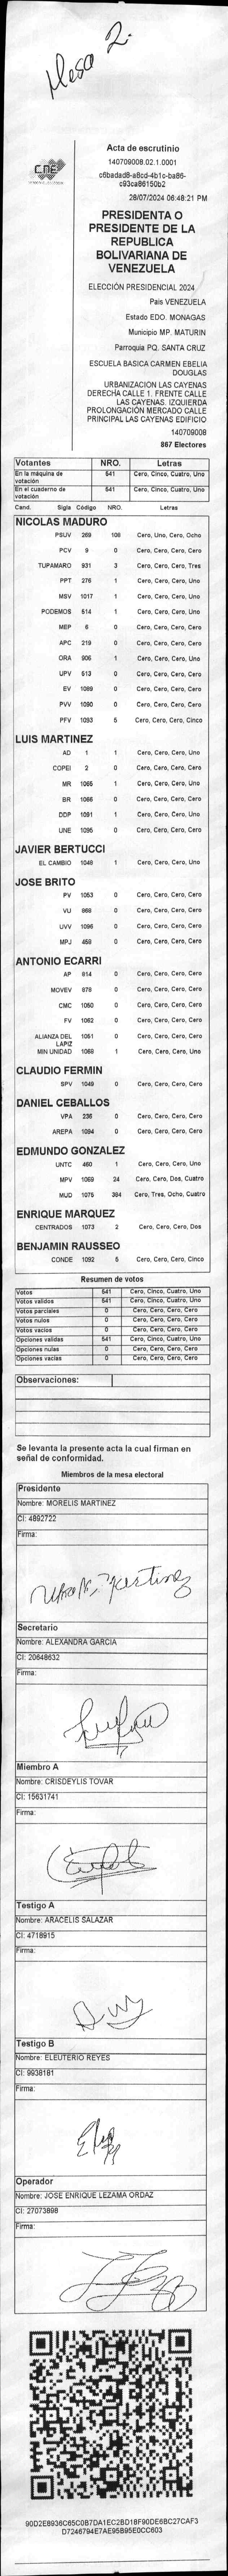 Mesa 2.
CNE
Acta de escrutinio
140709008.02.1.0001
c6badad8-a8cd-4b1c-ba86-
c93ca86150b2
28/07/2024 06:48:21 PM
PRESIDENTA O
PRESIDENTE DE LA
REPUBLICA
BOLIVARIANA DE
VENEZUELA
ELECCIÓN PRESIDENCIAL 2024
País VENEZUELA
Estado EDO. MONAGAS
Municipio MP. MATURIN
Parroquia PQ. SANTA CRUZ
ESCUELA BASICA CARMEN EBELIA
DOUGLAS
URBANIZACION LAS CAYENAS
DERECHA CALLE 1. FRENTE CALLE
LAS CAYENAS. IZQUIERDA
PROLONGACIÓN MERCADO CALLE
PRINCIPAL LAS CAYENAS EDIFICIO
140709008
867 Electores
Votantes NRO. Letras
En la máquina de votación 541 Cero, Cinco, Cuatro, Uno
En el cuaderno de votación 541 Cero, Cinco, Cuatro, Uno
Cand. Sigla Código NRO. Letras
NICOLAS MADURO
PSUV 269 108 Cero, Uno, Cero, Ocho
PCV 9 0 Cero, Cero, Cero, Cero
TUPAMARO 931 3 Cero, Cero, Cero, Tres
PPT 276 1 Cero, Cero, Cero, Uno
MSV 1017 1 Cero, Cero, Cero, Uno
PODEMOS 514 1 Cero, Cero, Cero, Uno
MEP 6 0 Cero, Cero, Cero, Cero
APC 219 0 Cero, Cero, Cero, Cero
ORA 906 1 Cero, Cero, Cero, Uno
UPV 513 0 Cero, Cero, Cero, Cero
EV 1089 0 Cero, Cero, Cero, Cero
PVV 1090 0 Cero, Cero, Cero, Cero
PFV 1093 5 Cero, Cero, Cero, Cinco
LUIS MARTINEZ
AD 1 1 Cero, Cero, Cero, Uno
COPEI 2 0 Cero, Cero, Cero, Cero
MR 1065 1 Cero, Cero, Cero, Uno
BR 1066 0 Cero, Cero, Cero, Cero
DDP 1091 1 Cero, Cero, Cero, Uno
UNE 1095 0 Cero, Cero, Cero, Cero
JAVIER BERTUCCI
EL CAMBIO 1048 1 Cero, Cero, Cero, Uno
JOSE BRITO
PV 1053 0 Cero, Cero, Cero, Cero
VU 868 0 Cero, Cero, Cero, Cero
UVV 1096 0 Cero, Cero, Cero, Cero
MPJ 458 0 Cero, Cero, Cero, Cero
ANTONIO ECARRI
AP 814 0 Cero, Cero, Cero, Cero
MOVEV 878 0 Cero, Cero, Cero, Cero
CMC 1050 0 Cero, Cero, Cero, Cero
FV 1062 0 Cero, Cero, Cero, Cero
ALIANZA DEL LAPIZ 1051 0 Cero, Cero, Cero, Cero
MIN UNIDAD 1068 1 Cero, Cero, Cero, Uno
CLAUDIO FERMIN
SPV 1049 0 Cero, Cero, Cero, Cero
DANIEL CEBALLOS
VPA 236 0 Cero, Cero, Cero, Cero
AREPA 1094 0 Cero, Cero, Cero, Cero
EDMUNDO GONZALEZ
UNTC 460 1 Cero, Cero, Cero, Uno
MPV 1069 24 Cero, Cero, Dos, Cuatro
MUD 1075 384 Cero, Tres, Ocho, Cuatro
ENRIQUE MARQUEZ
CENTRADOS 1073 2 Cero, Cero, Cero, Dos
BENJAMIN RAUSSEO
CONDE 1092 5 Cero, Cero, Cero, Cinco
Resumen de votos
Votos 541 Cero, Cinco, Cuatro, Uno
Votos validos 541 Cero, Cinco, Cuatro, Uno
Votos parciales 0 Cero, Cero, Cero, Cero
Votos nulos 0 Cero, Cero, Cero, Cero
Votos vacios 0 Cero, Cero, Cero, Cero
Opciones validas 541 Cero, Cinco, Cuatro, Uno
Opciones nulas 0 Cero, Cero, Cero, Cero
Opciones vacias 0 Cero, Cero, Cero, Cero
Observaciones:
Se levanta la presente acta la cual firman en
señal de conformidad.
Miembros de la mesa electoral
Presidente
Nombre: MORELIS MARTINEZ
CI: 4892722
Firma:
Secretario
Nombre: ALEXANDRA GARCIA
CI: 20648632
Firma:
Miembro A
Nombre: CRISDEYLIS TOVAR
CI: 15631741
Firma:
Testigo A
Nombre: ARACELIS SALAZAR
CI: 4718915
Firma:
Testigo B
Nombre: ELEUTERIO REYES
CI: 9938181
Firma:
Operador
Nombre: JOSE ENRIQUE LEZAMA ORDAZ
CI: 27073898
Firma:
90D2E8936C65C0B7DA1EC2BD18F90DE6BC27CAF3
D7246794E7AE95B95E0CC603